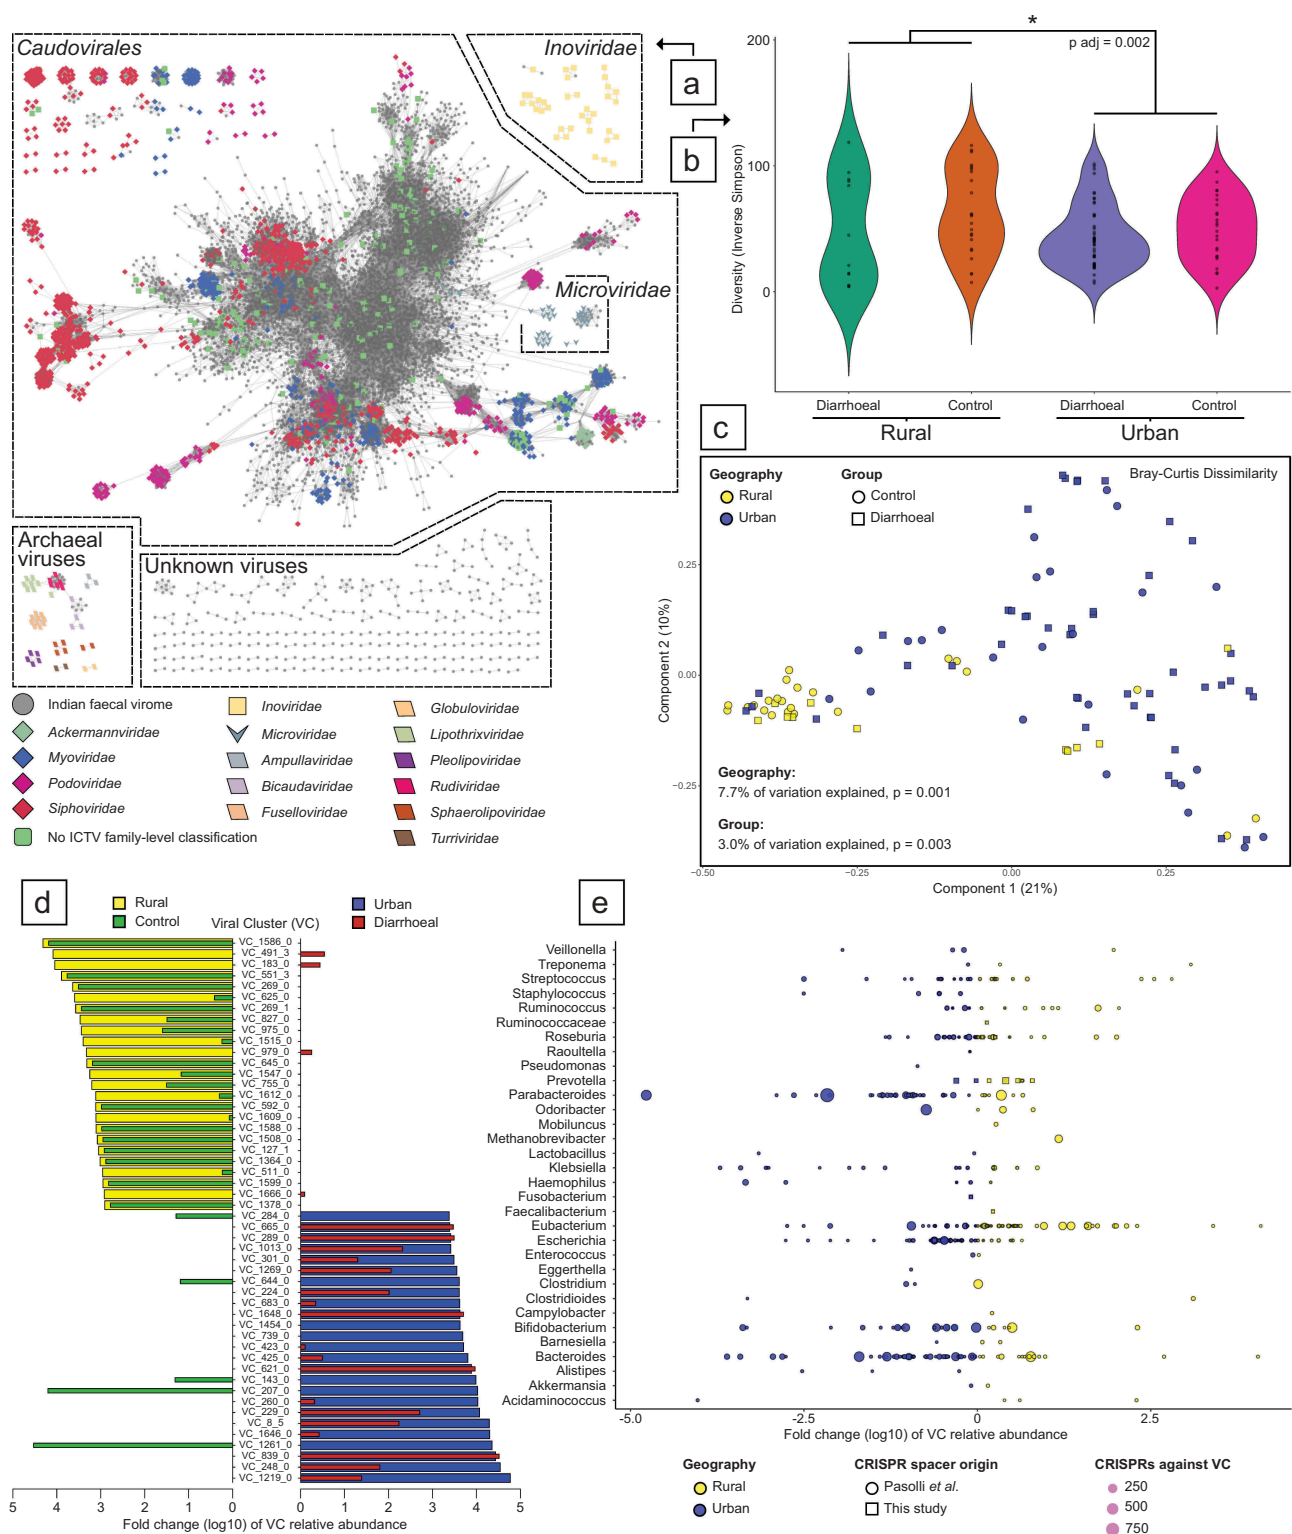 Caudovirales
Inoviridae
a
b
Microviridae
Archaeal
viruses
Unknown viruses
Indian faecal virome
Ackermannviridae
Myoviridae
Podoviridae
Siphoviridae
No ICTV family-level classification
Inoviridae
Microviridae
Ampullaviridae
Bicaudaviridae
Fuselloviridae
Globuloviridae
Lipothrixviridae
Pleolipoviridae
Rudiviridae
Sphaerolipoviridae
Turriviridae
*
p adj = 0.002
200
100
0
Diversity (Inverse Simpson)
Diarrhoeal
Control
Diarrhoeal
Control
Rural
Urban
c
Geography
Rural
Urban
Group
Control
Diarrhoeal
Bray-Curtis Dissimilarity
0.25
0.00
−0.25
Component 2 (10%)
Geography:
7.7% of variation explained, p = 0.001
Group:
3.0% of variation explained, p = 0.003
−0.50
−0.25
0.00
0.25
Component 1 (21%)
d
Rural
Control
Viral Cluster (VC)
Urban
Diarrhoeal
VC_1586_0
VC_491_3
VC_183_0
VC_551_3
VC_269_0
VC_625_0
VC_269_1
VC_827_0
VC_975_0
VC_1515_0
VC_979_0
VC_645_0
VC_1547_0
VC_755_0
VC_1612_0
VC_592_0
VC_1609_0
VC_1588_0
VC_1508_0
VC_127_1
VC_1364_0
VC_511_0
VC_1599_0
VC_1666_0
VC_1378_0
VC_284_0
VC_665_0
VC_289_0
VC_1013_0
VC_301_0
VC_1269_0
VC_644_0
VC_224_0
VC_683_0
VC_1648_0
VC_1454_0
VC_739_0
VC_423_0
VC_425_0
VC_621_0
VC_143_0
VC_207_0
VC_260_0
VC_229_0
VC_8_5
VC_1646_0
VC_1261_0
VC_839_0
VC_248_0
VC_1219_0
5 4 3 2 1 0 0 1 2 3 4 5
Fold change (log10) of VC relative abundance
e
Veillonella
Treponema
Streptococcus
Staphylococcus
Ruminococcus
Ruminococcaceae
Roseburia
Raoultella
Pseudomonas
Prevotella
Parabacteroides
Odoribacter
Mobiluncus
Methanobrevibacter
Lactobacillus
Klebsiella
Haemophilus
Fusobacterium
Faecalibacterium
Eubacterium
Escherichia
Enterococcus
Eggerthella
Clostridium
Clostridioides
Campylobacter
Bifidobacterium
Barnesiella
Bacteroides
Alistipes
Akkermansia
Acidaminococcus
-5.0
-2.5
0
2.5
Fold change (log10) of VC relative abundance
Geography
Rural
Urban
CRISPR spacer origin
Pasolli et al.
This study
CRISPRs against VC
250
500
750